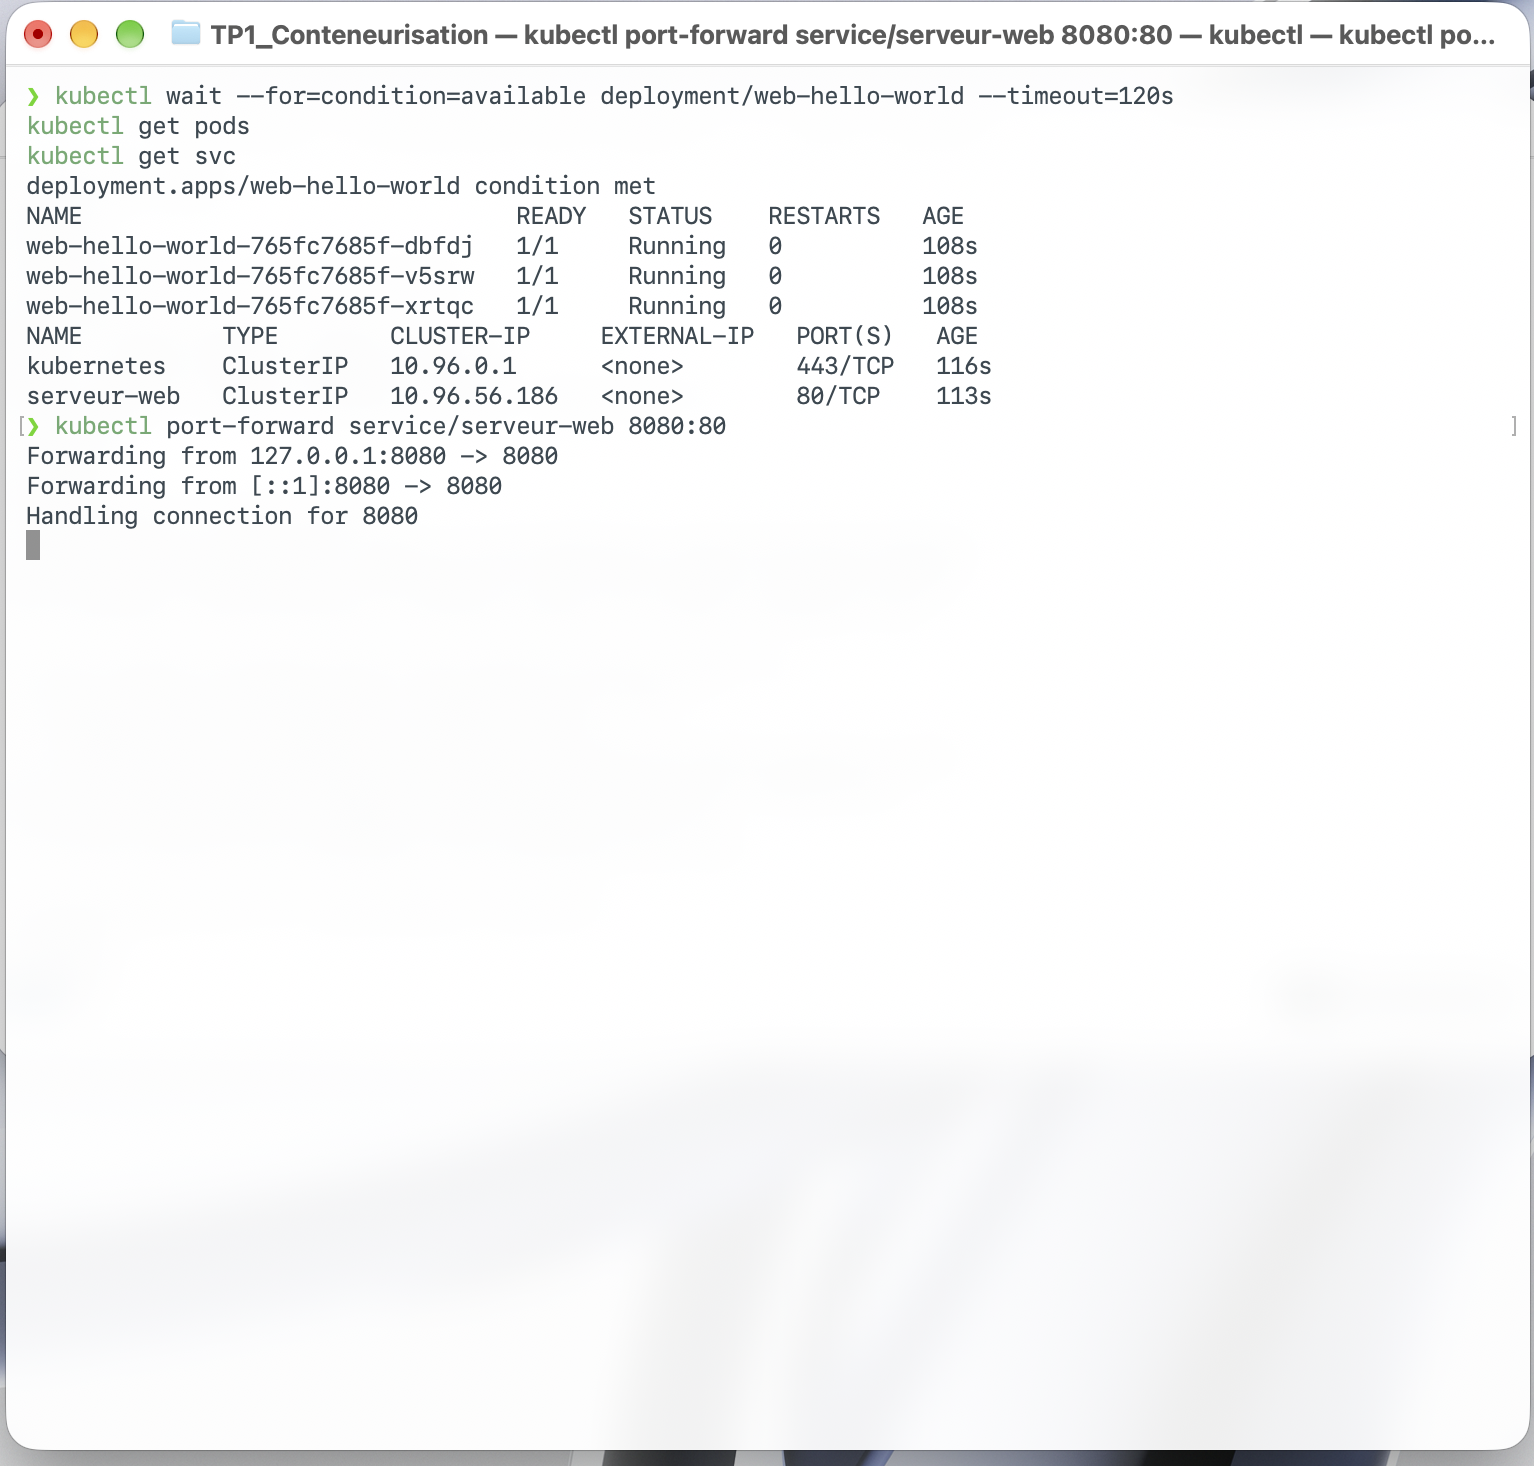 TP1_Conteneurisation — kubectl port-forward service/serveur-web 8080:80 — kubectl — kubectl po...
❯ kubectl wait --for=condition=available deployment/web-hello-world --timeout=120s
kubectl get pods
kubectl get svc
deployment.apps/web-hello-world condition met
NAME                               READY   STATUS    RESTARTS   AGE
web-hello-world-765fc7685f-dbfdj   1/1     Running   0          108s
web-hello-world-765fc7685f-v5srw   1/1     Running   0          108s
web-hello-world-765fc7685f-xrtqc   1/1     Running   0          108s
NAME          TYPE        CLUSTER-IP     EXTERNAL-IP   PORT(S)   AGE
kubernetes    ClusterIP   10.96.0.1      <none>        443/TCP   116s
serveur-web   ClusterIP   10.96.56.186   <none>        80/TCP    113s
[❯ kubectl port-forward service/serveur-web 8080:80 ]
Forwarding from 127.0.0.1:8080 -> 8080
Forwarding from [::1]:8080 -> 8080
Handling connection for 8080